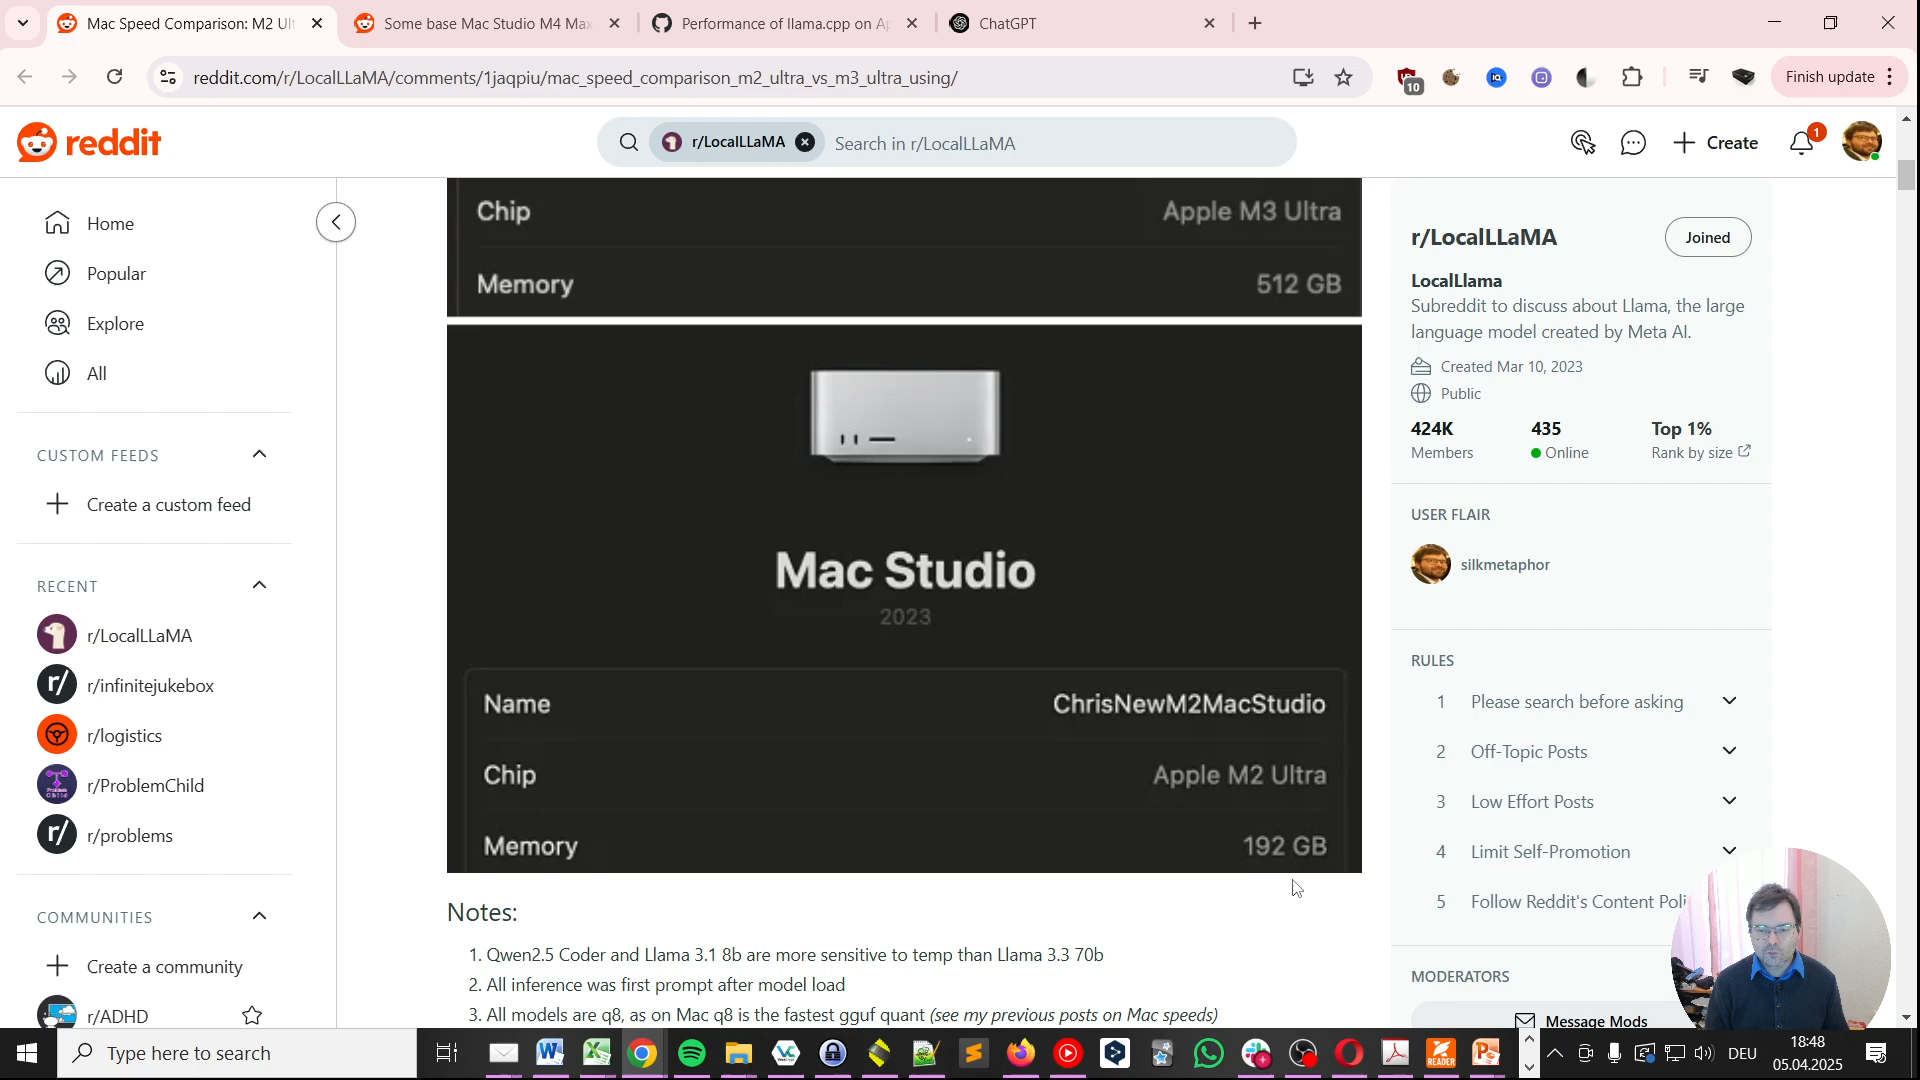 Mac Speed Comparison: M2 Ult
Some base Mac Studio M4 Max
Performance of llama.cpp on Ap
ChatGPT
reddit.com/r/LocalLLaMA/comments/1jaqpiu/mac_speed_comparison_m2_ultra_vs_m3_ultra_using/
10
Finish update
reddit
r/LocalLLaMA
Search in r/LocalLLaMA
Create
1
Home
Popular
Explore
All
CUSTOM FEEDS
Create a custom feed
RECENT
r/LocalLLaMA
r/infinitejukebox
r/logistics
r/ProblemChild
r/problems
COMMUNITIES
Create a community
r/ADHD
Chip Apple M3 Ultra
Memory 512 GB
Mac Studio
2023
Name ChrisNewM2MacStudio
Chip Apple M2 Ultra
Memory 192 GB
Notes:
1. Qwen2.5 Coder and Llama 3.1 8b are more sensitive to temp than Llama 3.3 70b
2. All inference was first prompt after model load
3. All models are q8, as on Mac q8 is the fastest gguf quant (see my previous posts on Mac speeds)
r/LocalLLaMA
Joined
LocalLlama
Subreddit to discuss about Llama, the large
language model created by Meta AI.
Created Mar 10, 2023
Public
424K 435 Top 1%
Members Online Rank by size
USER FLAIR
silkmetaphor
RULES
1 Please search before asking
2 Off-Topic Posts
3 Low Effort Posts
4 Limit Self-Promotion
5 Follow Reddit's Content Poli
MODERATORS
Message Mods
Type here to search
DEU
18:48
05.04.2025